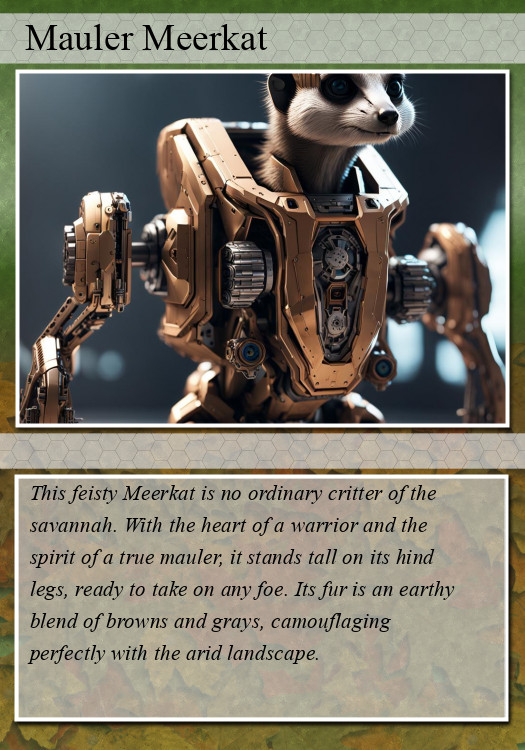 Mauler Meerkat
This feisty Meerkat is no ordinary critter of the
savannah. With the heart of a warrior and the
spirit of a true mauler, it stands tall on its hind
legs, ready to take on any foe. Its fur is an earthy
blend of browns and grays, camouflaging
perfectly with the arid landscape.